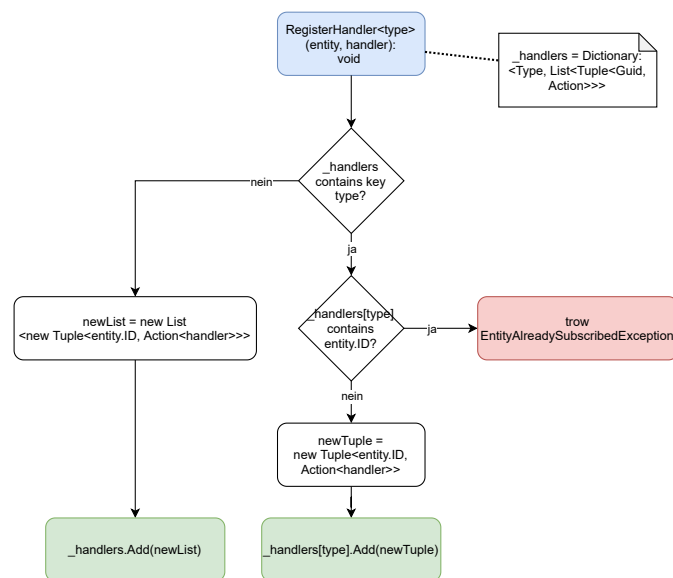 RegisterHandler<type>
(entity, handler):
void
_handlers = Dictionary:
<Type, List<Tuple<Guid,
Action>>>
_handlers
contains key
type?
nein
ja
newList = new List
<new Tuple<entity.ID, Action<handler>>>
_handlers[type]
contains
entity.ID?
ja
trow
EntityAlreadySubscribedException
nein
newTuple =
new Tuple<entity.ID,
Action<handler>>
_handlers.Add(newList)
_handlers[type].Add(newTuple)